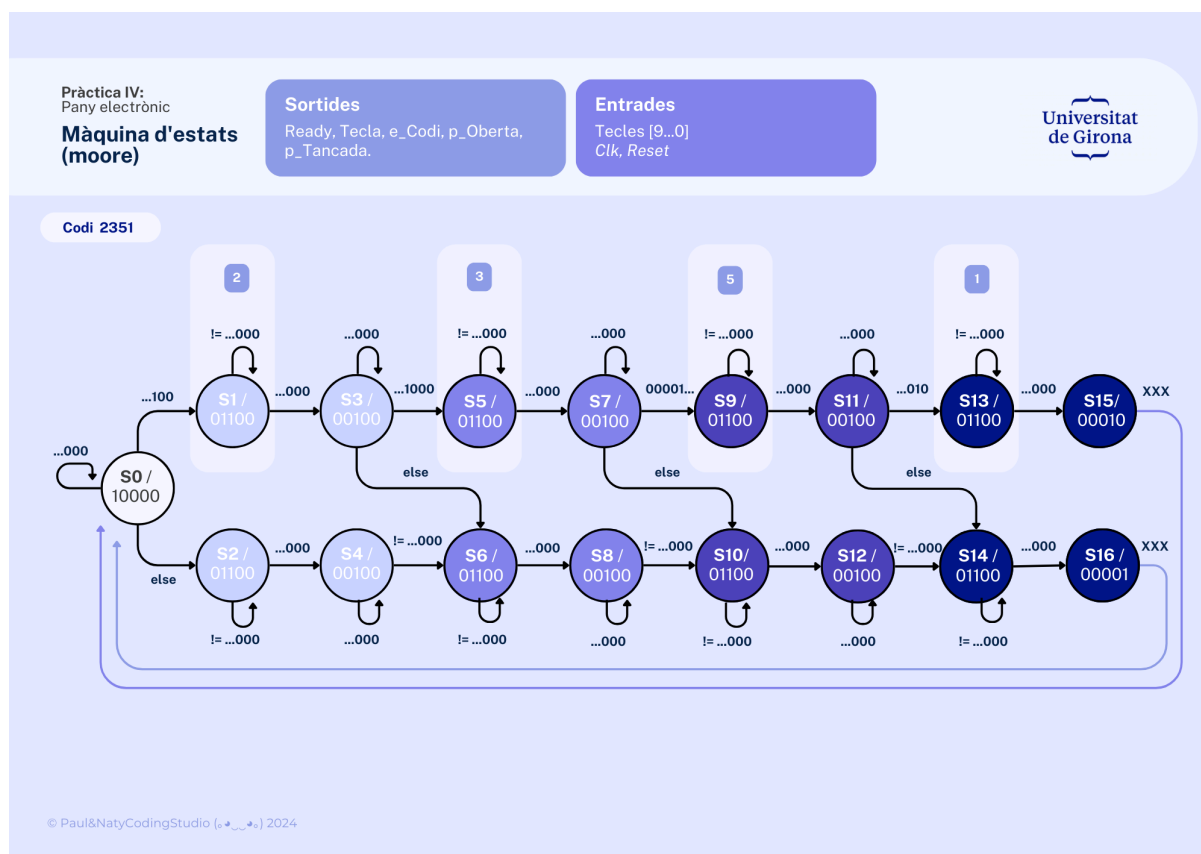 Pràctica IV:
Pany electrònic
Màquina d'estats
(moore)
Sortides
Ready, Tecla, e_Codi, p_Oberta,
p_Tancada.
Entrades
Tecles [9...0]
Clk, Reset
Universitat
de Girona
Codi 2351
2
3
5
1
!= ...000
...000
!= ...000
...000
!= ...000
...000
!= ...000
...100
...000
...1000
...000
00001...
...000
...010
...000
XXX
S1 /
01100
S3 /
00100
S5 /
01100
S7 /
00100
S9 /
01100
S11 /
00100
S13 /
01100
S15/
00010
...000
else
else
else
S0 /
10000
else
...000
!= ...000
...000
!= ...000
...000
!= ...000
...000
XXX
S2 /
01100
S4 /
00100
S6 /
01100
S8 /
00100
S10/
01100
S12 /
00100
S14 /
01100
S16 /
00001
!= ...000
...000
!= ...000
...000
!= ...000
...000
!= ...000
© Paul&NatyCodingStudio (｡◕‿‿◕｡) 2024